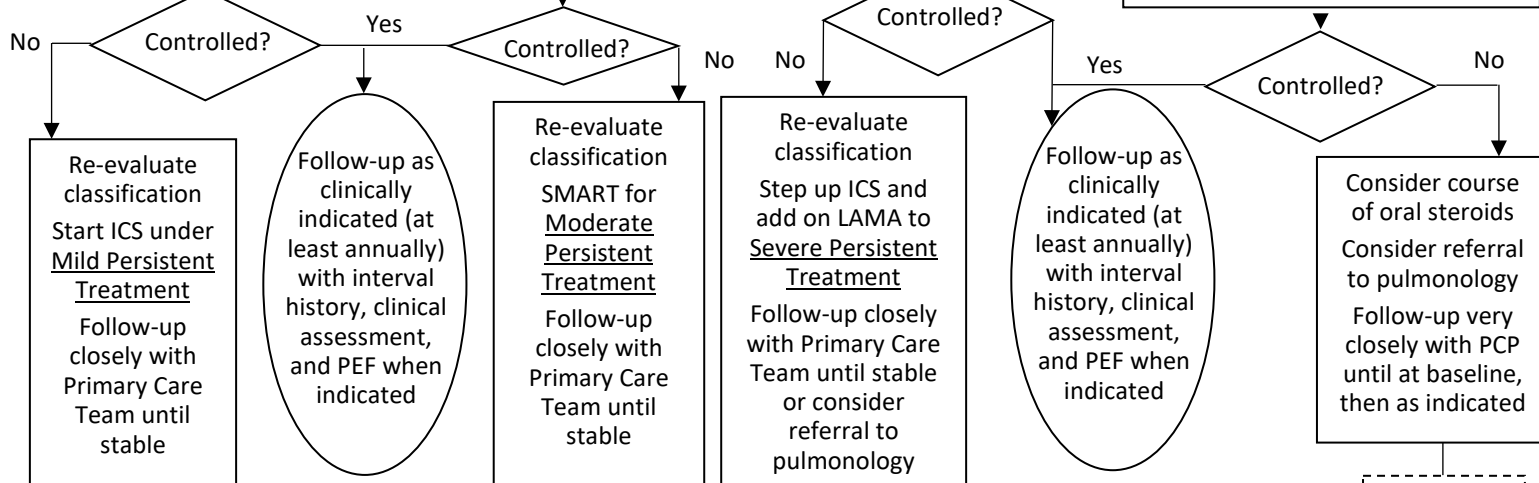 No
Controlled?
Yes
Controlled?
No
Re-evaluate
classification
Start ICS under
Mild Persistent
Treatment
Follow-up
closely with
Primary Care
Team until
stable
Follow-up as
clinically
indicated (at
least annually)
with interval
history, clinical
assessment,
and PEF when
indicated
Re-evaluate
classification
SMART for
Moderate
Persistent
Treatment
Follow-up
closely with
Primary Care
Team until
stable
No
Controlled?
Yes
Controlled?
No
Re-evaluate
classification
Step up ICS and
add on LAMA to
Severe Persistent
Treatment
Follow-up closely
with Primary Care
Team until stable
or consider
referral to
pulmonology
Follow-up as
clinically
indicated (at
least annually)
with interval
history, clinical
assessment,
and PEF when
indicated
Consider course
of oral steroids
Consider referral
to pulmonology
Follow-up very
closely with PCP
until at baseline,
then as indicated